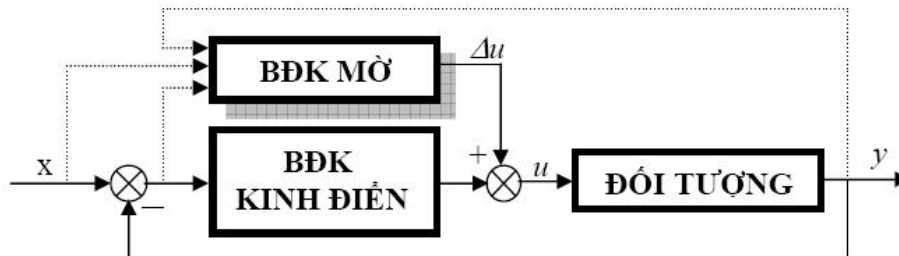 BĐK MỜ
Δu
x
BĐK
KINH ĐIỂN
+
u
ĐỐI TƯỢNG
y
−